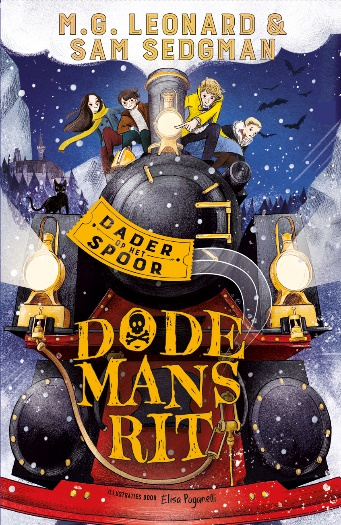 M.G. LEONARD &
SAM SEDGMAN
DADER
OP HET
SPOOR
DODE
MANS
RIT
ILLUSTRATIES DOOR Elisa Paganelli